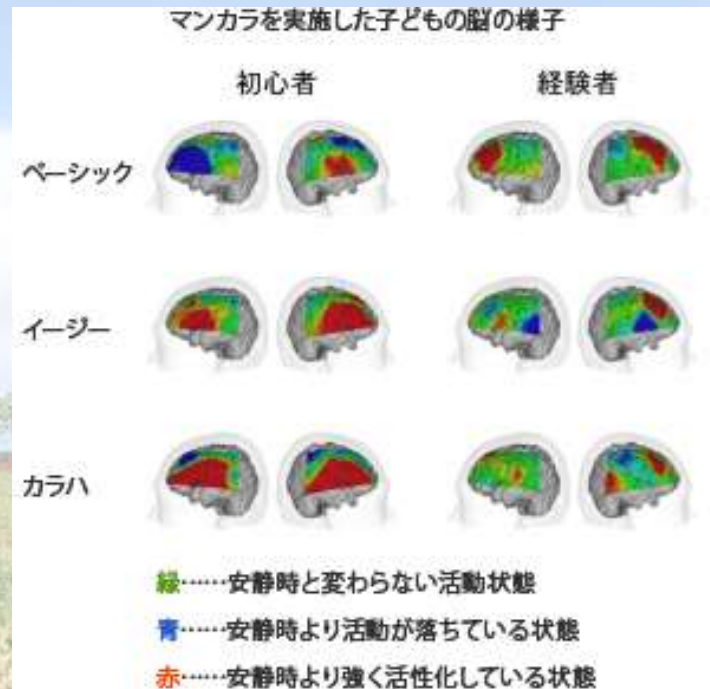 マンカラを実施した子どもの脳の様子
初心者 経験者
ベーシック
イージー
カラハ
緑……安静時と変わらない活動状態
青……安静時より活動が落ちている状態
赤……安静時より強く活性化している状態